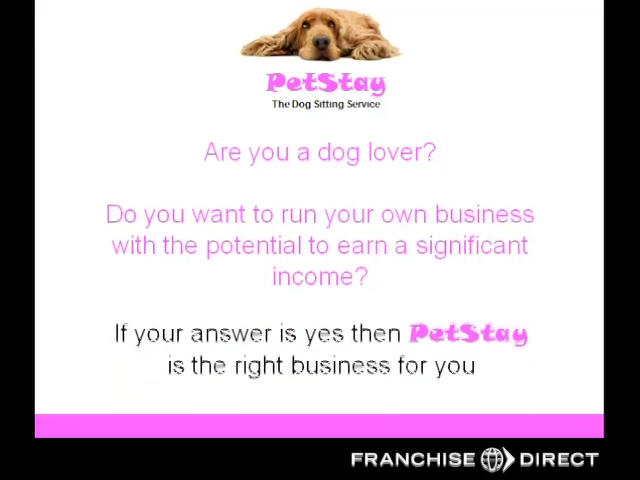 PetStay
The Dog Sitting Service
Are you a dog lover?
Do you want to run your own business
with the potential to earn a significant
income?
If your answer is yes then PetStay
is the right business for you
FRANCHISE DIRECT